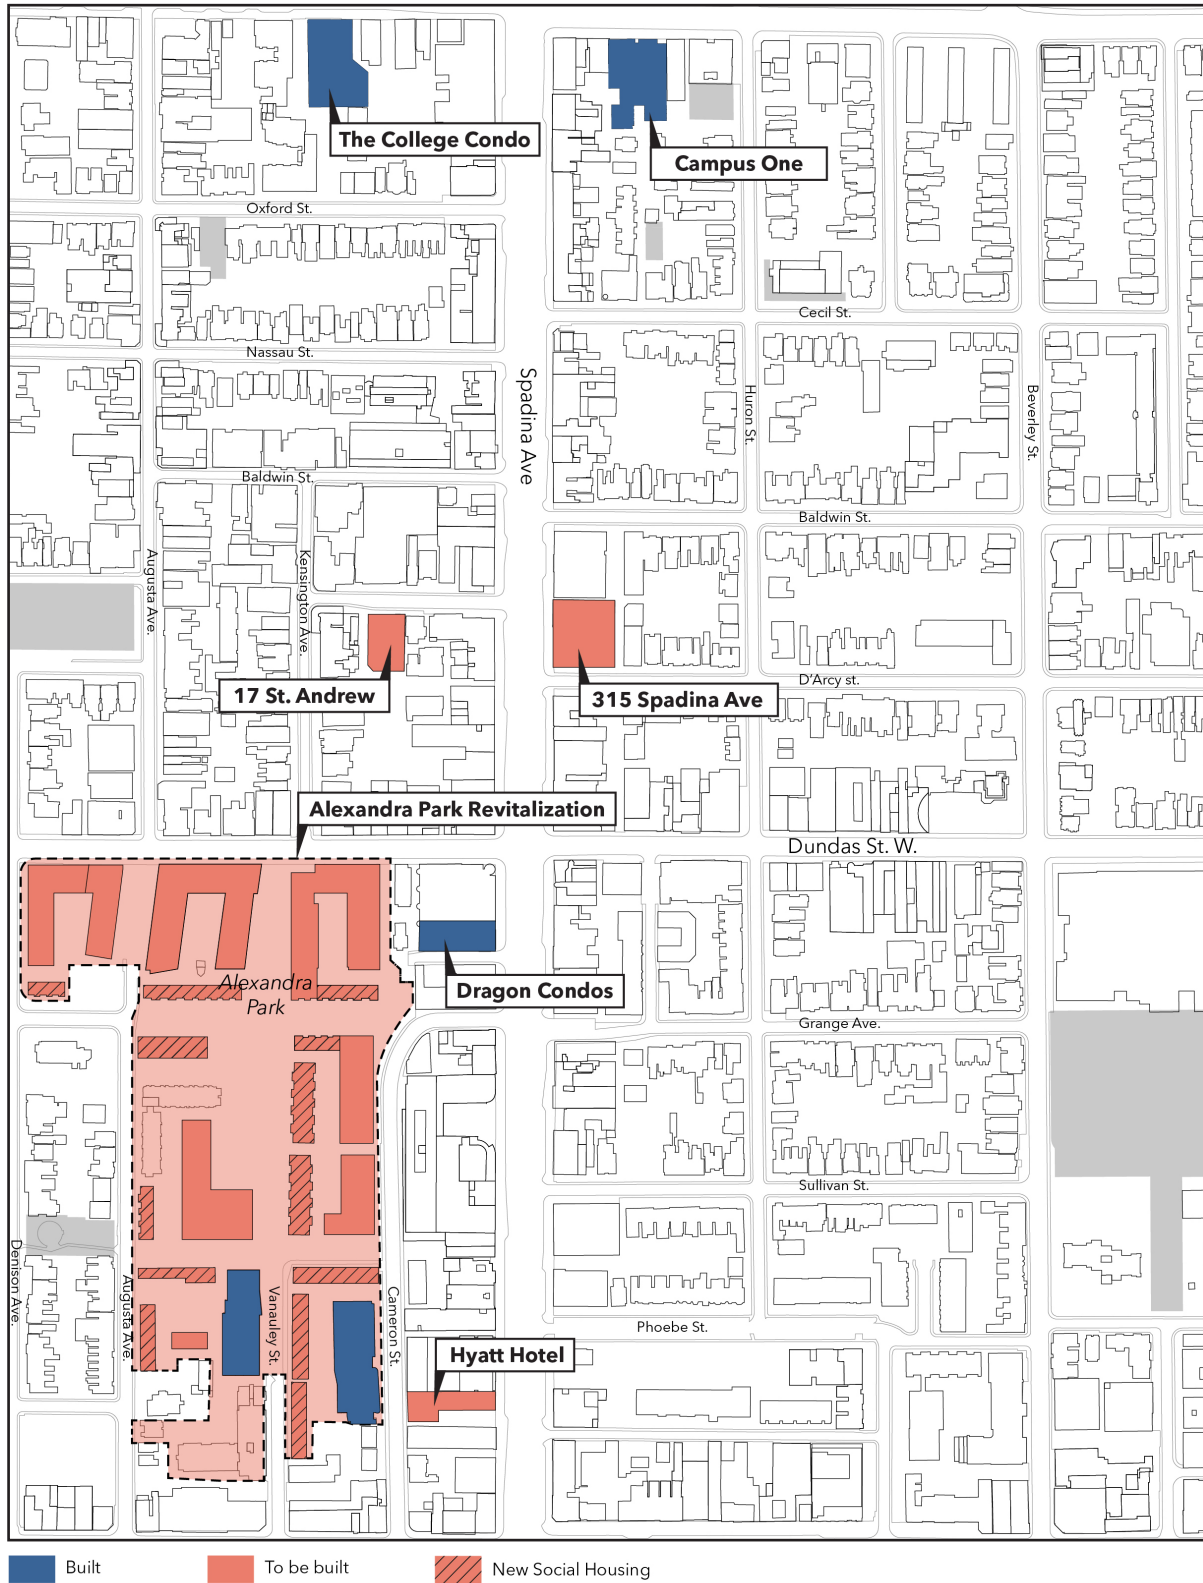 The College Condo
Campus One
Oxford St.
Cecil St.
Nassau St.
Spadina Ave
Huron St.
Beverley St.
Baldwin St.
Baldwin St.
Augusta Ave.
Kensington Ave.
17 St. Andrew
315 Spadina Ave
D'Arcy st.
Alexandra Park Revitalization
Dundas St. W.
Alexandra
Park
Dragon Condos
Grange Ave.
Sullivan St.
Denison Ave.
Augusta Ave.
Vanauley St.
Cameron St.
Phoebe St.
Hyatt Hotel
Built
To be built
New Social Housing